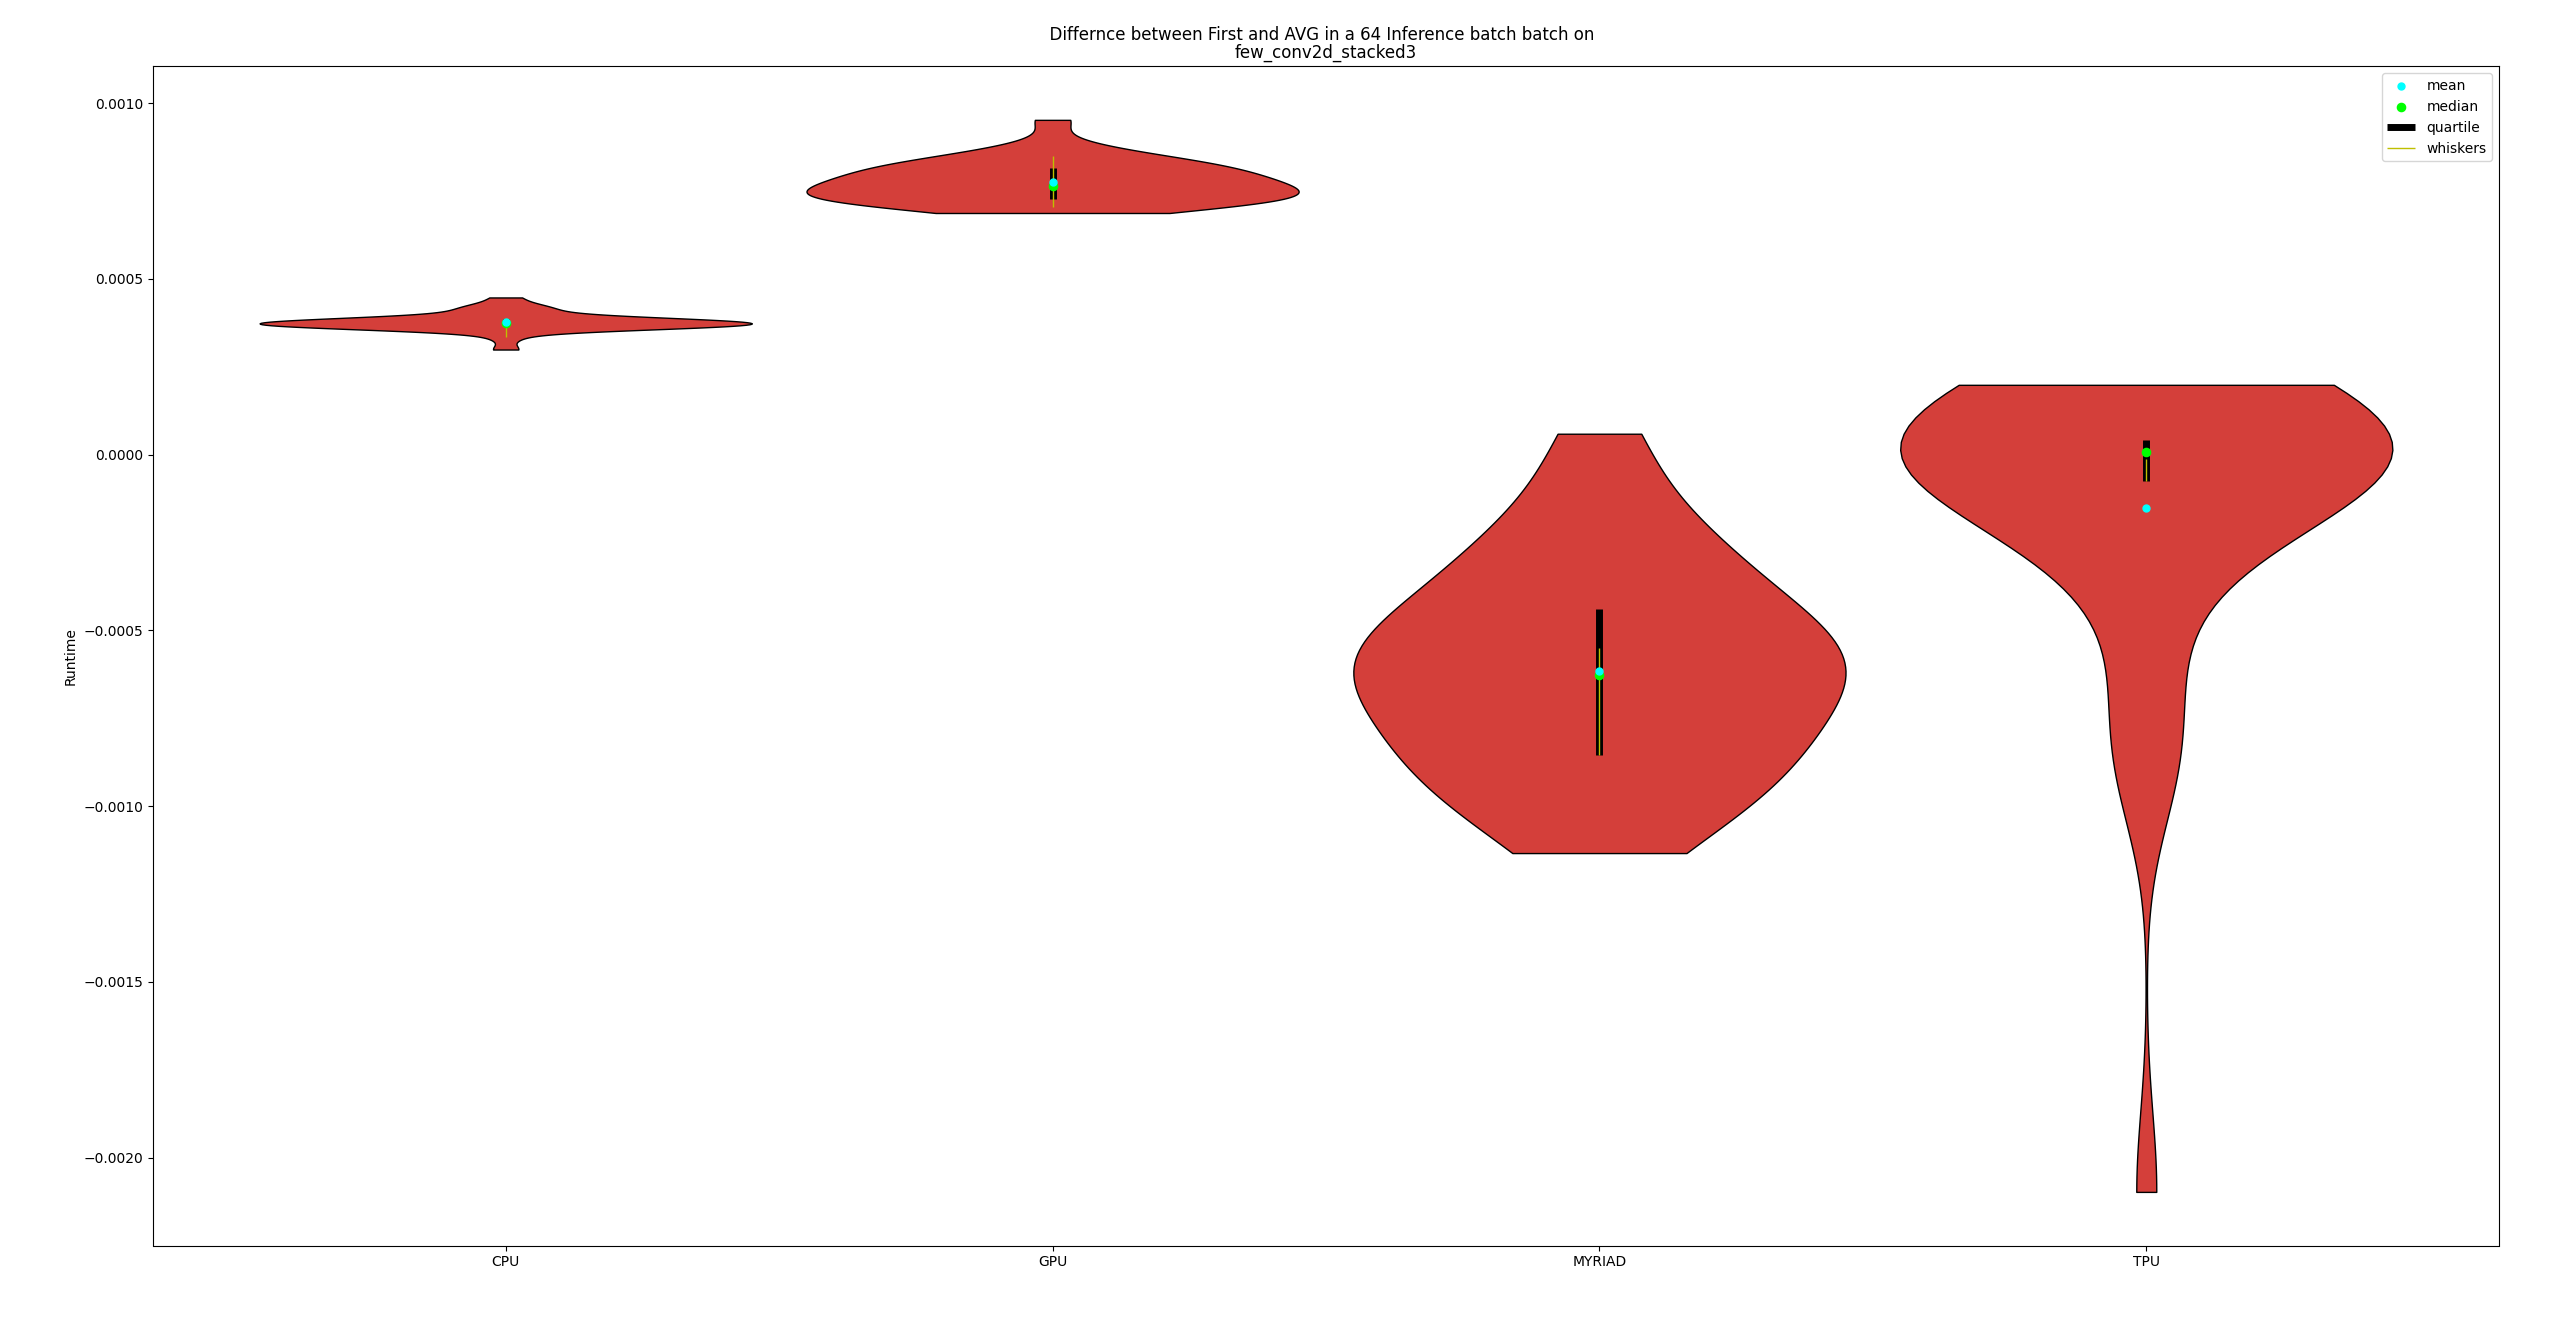 Differnce between First and AVG in a 64 Inference batch batch on
few_conv2d_stacked3
mean
median
quartile
whiskers
0.0010
0.0005
0.0000
−0.0005
−0.0010
−0.0015
−0.0020
Runtime
CPU
GPU
MYRIAD
TPU